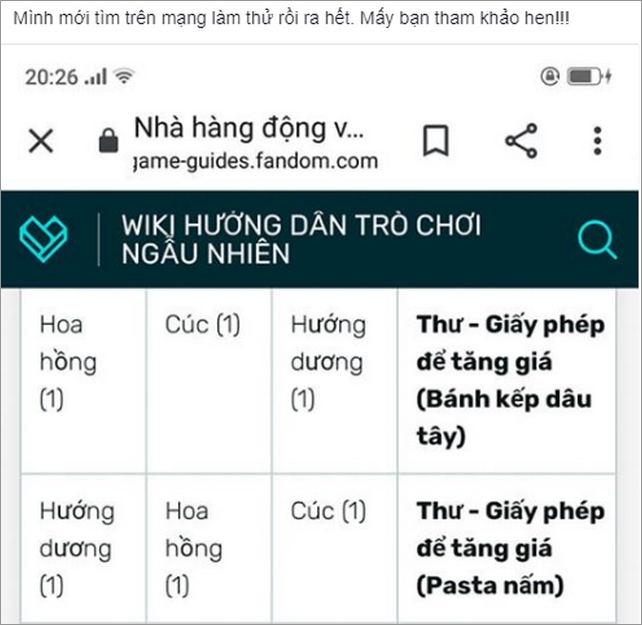 Mình mới tìm trên mạng làm thử rồi ra hết. Mấy bạn tham khảo hen!!!
20:26
Nhà hàng động v...
game-guides.fandom.com
WIKI HƯỚNG DẪN TRÒ CHƠI
NGẪU NHIÊN
Hoa
hồng
(1)
Cúc (1)
Hướng
dương
(1)
Thư - Giấy phép
để tăng giá
(Bánh kếp dâu
tây)
Hướng
dương
(1)
Hoa
hồng
(1)
Cúc (1)
Thư - Giấy phép
để tăng giá
(Pasta nấm)